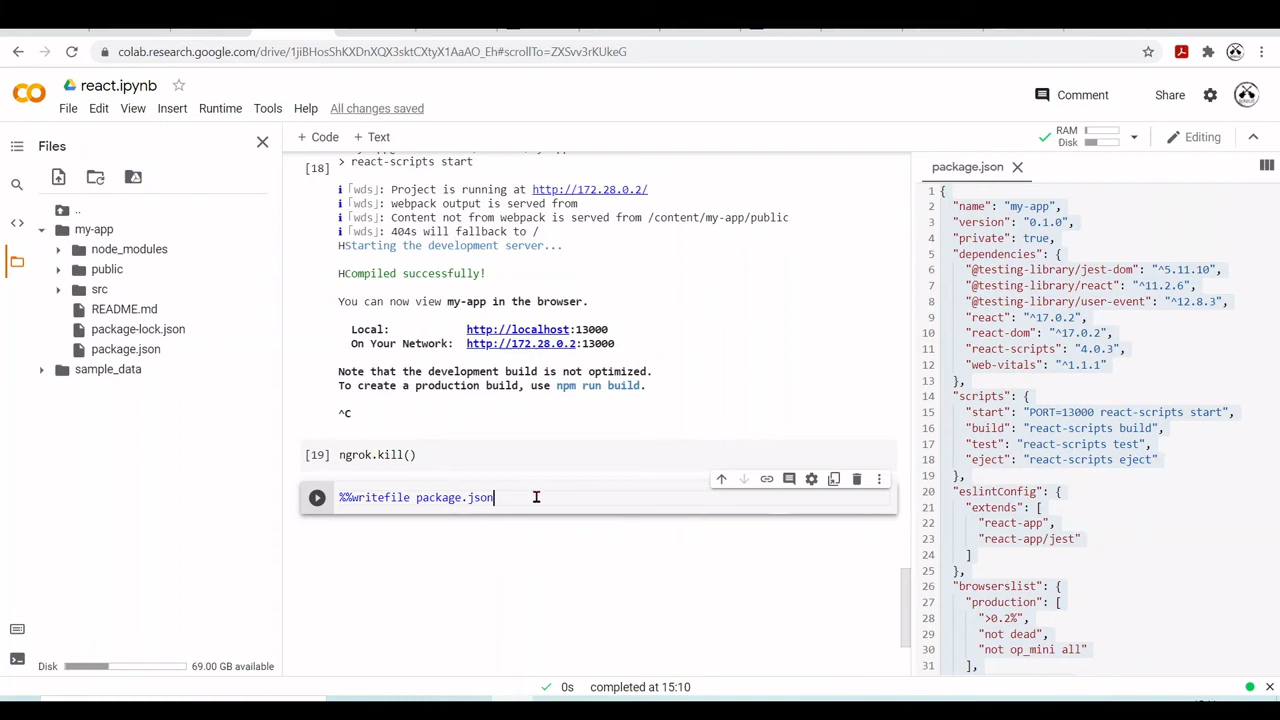 colab.research.google.com/drive/1jiBHosShKXDnXQX3sktCXtyX1AaAO_Eh#scrollTo=ZXSvv3rKUkeG
react.ipynb
File Edit View Insert Runtime Tools Help All changes saved
Comment Share
Files
+ Code + Text
RAM
Disk
Editing
..
my-app
node_modules
public
src
README.md
package-lock.json
package.json
sample_data
Disk 69.00 GB available
[18]
> react-scripts start
ℹ ｢wds｣: Project is running at http://172.28.0.2/
ℹ ｢wds｣: webpack output is served from
ℹ ｢wds｣: Content not from webpack is served from /content/my-app/public
ℹ ｢wds｣: 404s will fallback to /
HStarting the development server...
HCompiled successfully!
You can now view my-app in the browser.
Local: http://localhost:13000
On Your Network: http://172.28.0.2:13000
Note that the development build is not optimized.
To create a production build, use npm run build.
^C
[19] ngrok.kill()
%%writefile package.json
package.json
1 {
2 "name": "my-app",
3 "version": "0.1.0",
4 "private": true,
5 "dependencies": {
6 "@testing-library/jest-dom": "^5.11.10",
7 "@testing-library/react": "^11.2.6",
8 "@testing-library/user-event": "^12.8.3",
9 "react": "^17.0.2",
10 "react-dom": "^17.0.2",
11 "react-scripts": "4.0.3",
12 "web-vitals": "^1.1.1"
13 },
14 "scripts": {
15 "start": "PORT=13000 react-scripts start",
16 "build": "react-scripts build",
17 "test": "react-scripts test",
18 "eject": "react-scripts eject"
19 },
20 "eslintConfig": {
21 "extends": [
22 "react-app",
23 "react-app/jest"
24 ]
25 },
26 "browserslist": {
27 "production": [
28 ">0.2%",
29 "not dead",
30 "not op_mini all"
31 ],
0s completed at 15:10